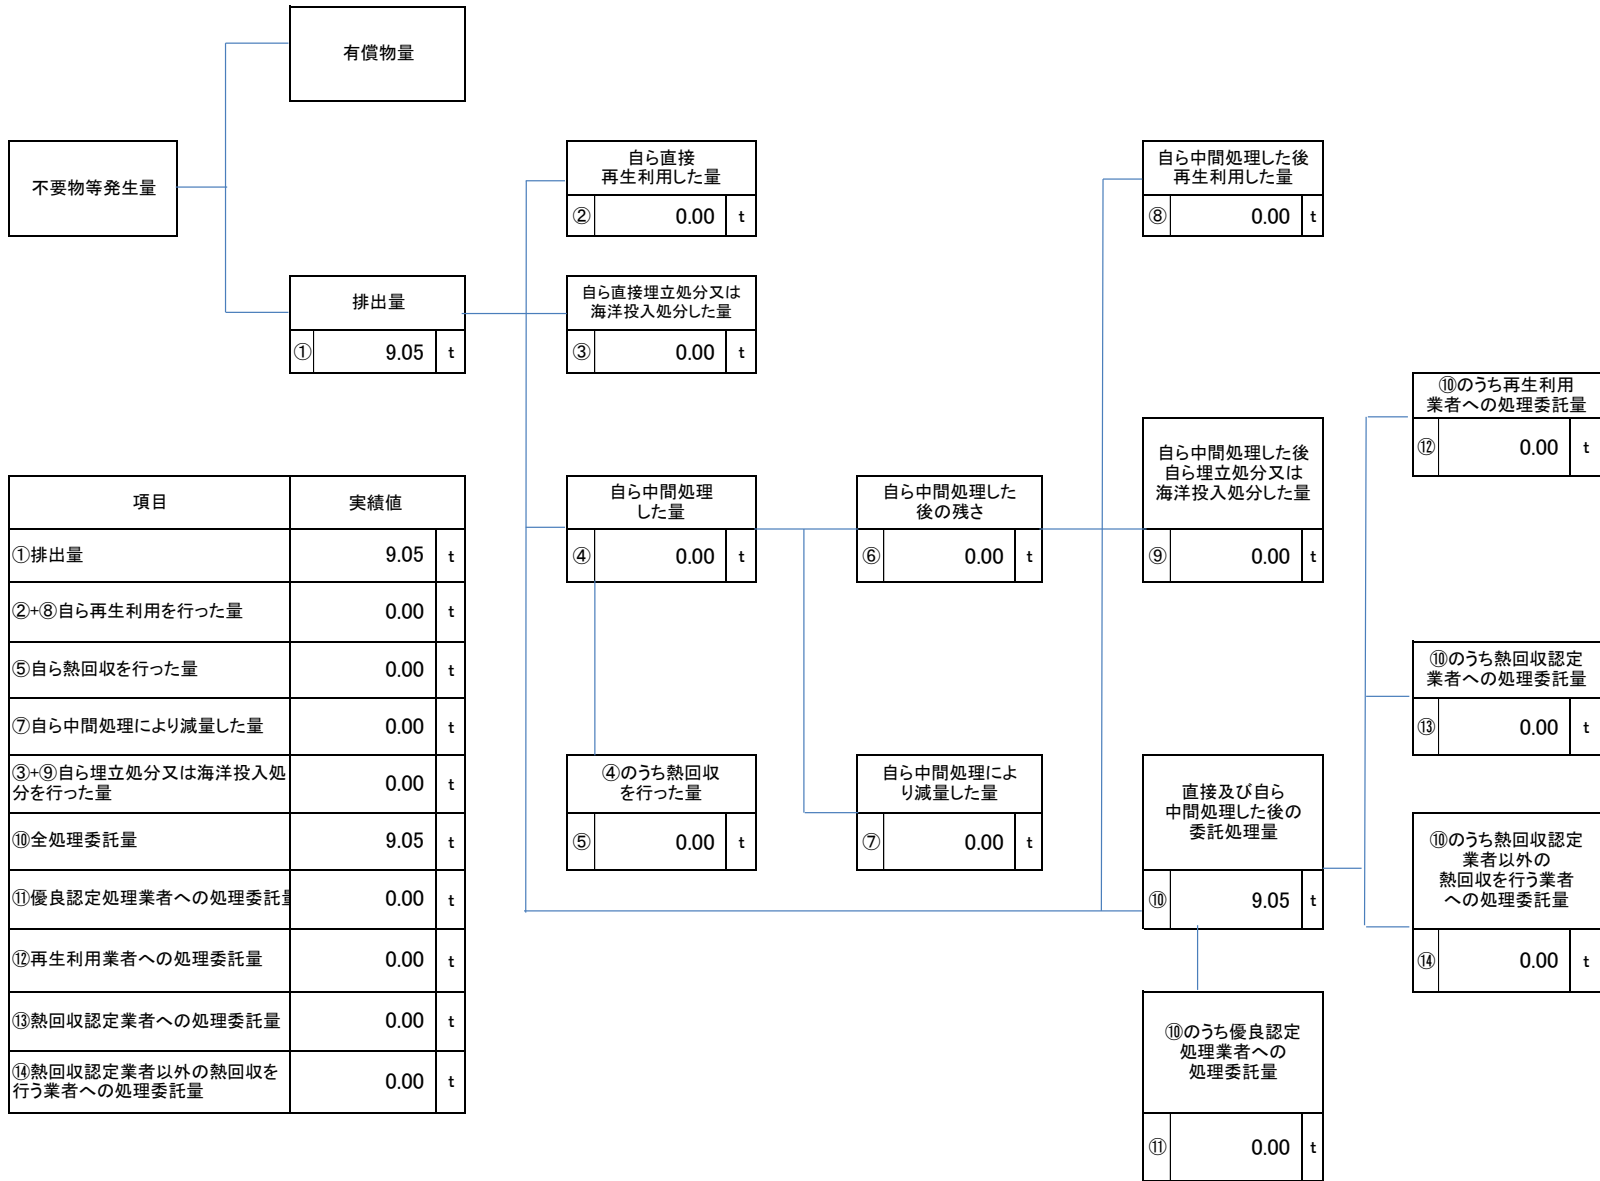 有償物量
不要物等発生量
排出量
① 9.05 t
自ら直接
再生利用した量
② 0.00 t
自ら直接埋立処分又は
海洋投入処分した量
③ 0.00 t
自ら中間処理
した量
④ 0.00 t
④のうち熱回収
を行った量
⑤ 0.00 t
自ら中間処理した
後の残さ
⑥ 0.00 t
自ら中間処理によ
り減量した量
⑦ 0.00 t
自ら中間処理した後
再生利用した量
⑧ 0.00 t
自ら中間処理した後
自ら埋立処分又は
海洋投入処分した量
⑨ 0.00 t
直接及び自ら
中間処理した後の
委託処理量
⑩ 9.05 t
⑩のうち優良認定
処理業者への
処理委託量
⑪ 0.00 t
⑩のうち再生利用
業者への処理委託量
⑫ 0.00 t
⑩のうち熱回収認定
業者への処理委託量
⑬ 0.00 t
⑩のうち熱回収認定
業者以外の
熱回収を行う業者
への処理委託量
⑭ 0.00 t
項目 実績値
①排出量 9.05 t
②+⑧自ら再生利用を行った量 0.00 t
⑤自ら熱回収を行った量 0.00 t
⑦自ら中間処理により減量した量 0.00 t
③+⑨自ら埋立処分又は海洋投入処
分を行った量 0.00 t
⑩全処理委託量 9.05 t
⑪優良認定処理業者への処理委託量 0.00 t
⑫再生利用業者への処理委託量 0.00 t
⑬熱回収認定業者への処理委託量 0.00 t
⑭熱回収認定業者以外の熱回収を
行う業者への処理委託量 0.00 t